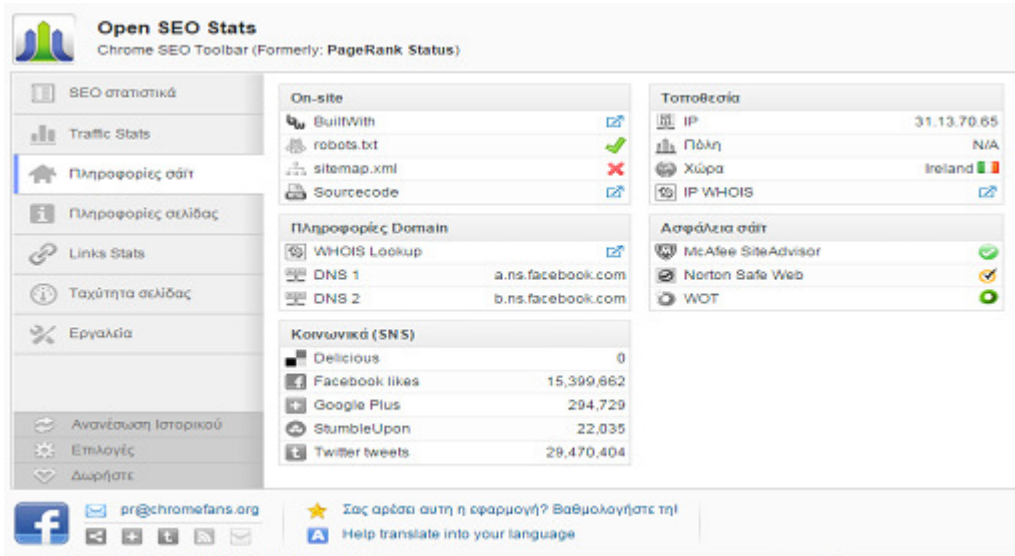 Open SEO Stats
Chrome SEO Toolbar (Formerly: PageRank Status)
SEO στατιστικά
Traffic Stats
Πληροφορίες σάιτ
Πληροφορίες σελίδας
Links Stats
Ταχύτητα σελίδας
Εργαλεία
Ανανέσωση Ιστορικού
Επιλογές
Δωρήστε
On-site
BuiltWith
robots.txt
sitemap.xml
Sourcecode
Πληροφορίες Domain
WHOIS Lookup
DNS 1 a.ns.facebook.com
DNS 2 b.ns.facebook.com
Κοινωνικά (SNS)
Delicious 0
Facebook likes 15,399,662
Google Plus 294,729
StumbleUpon 22,035
Twitter tweets 29,470,404
Τοποθεσία
IP 31.13.70.65
Πόλη N/A
Χώρα Ireland
IP WHOIS
Ασφάλεια σάιτ
McAfee SiteAdvisor
Norton Safe Web
WOT
pr@chromefans.org
Σας αρέσει αυτη η εφαρμογή? Βαθμολογήστε τη!
Help translate into your language